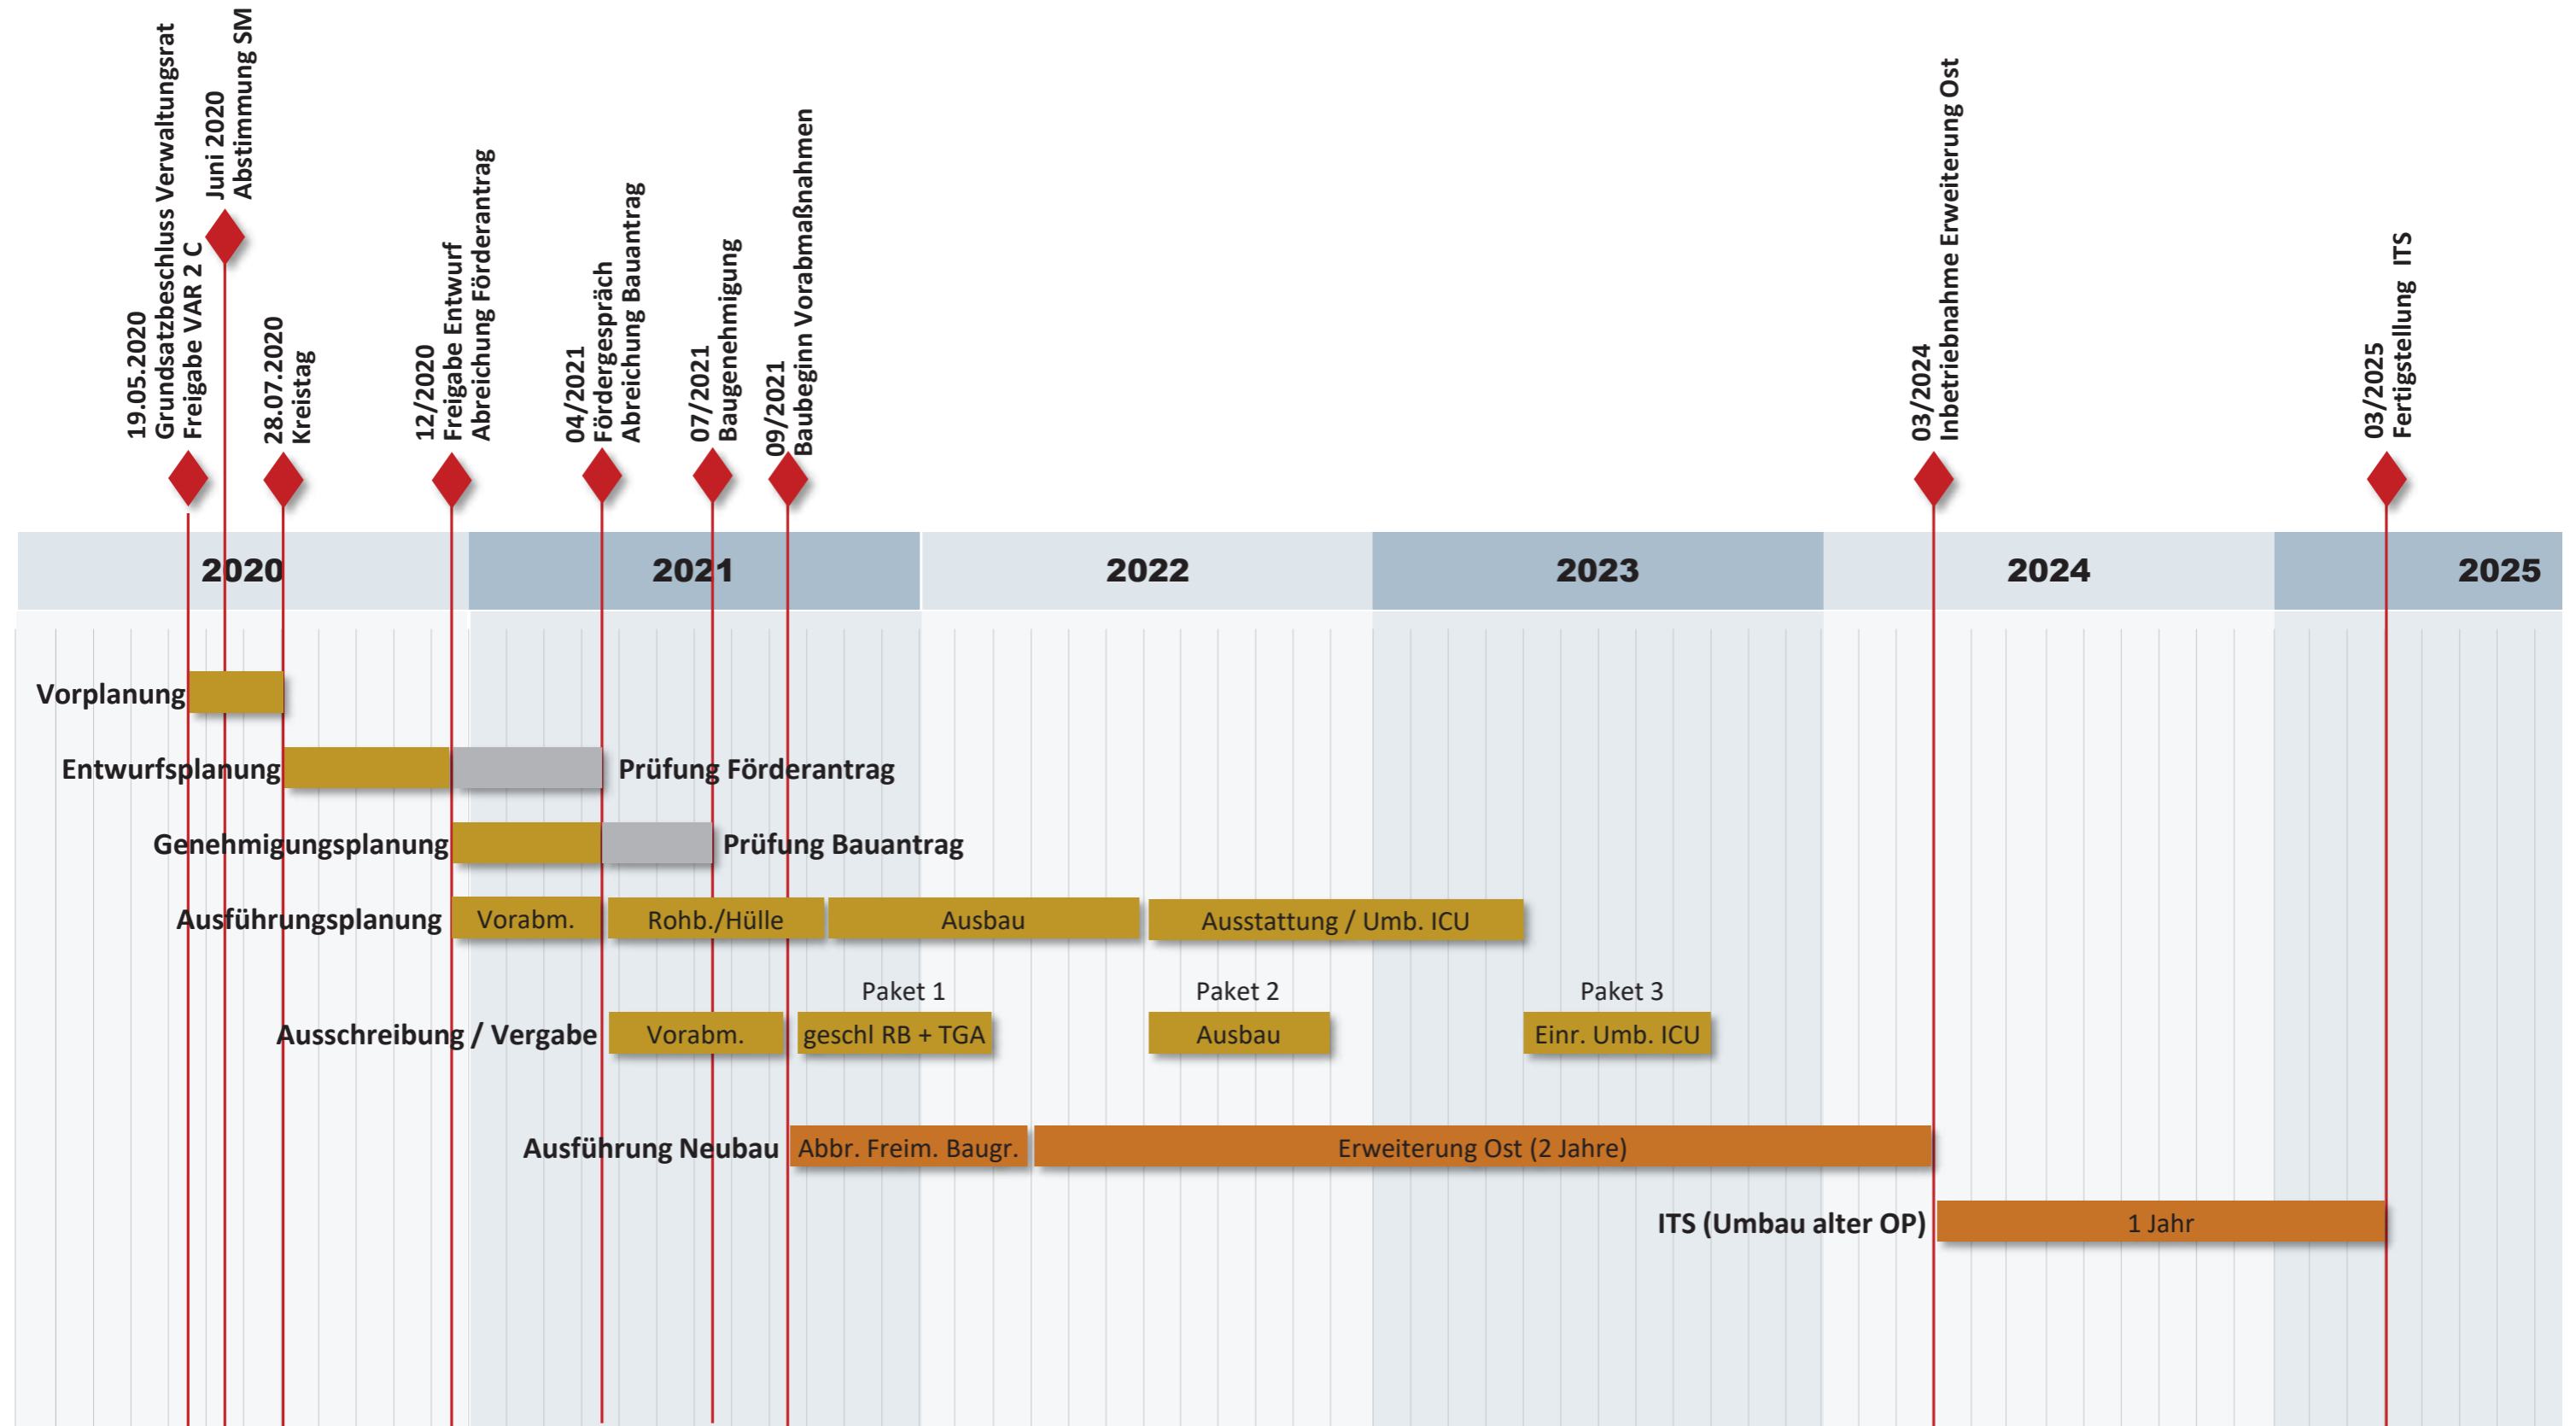 19.05.2020
Grundsatzbeschluss Verwaltungsrat
Freigabe VAR 2 C
Juni 2020
Abstimmung SM
28.07.2020
Kreistag
12/2020
Freigabe Entwurf
Abreichung Förderantrag
04/2021
Fördergespräch
Abreichung Bauantrag
07/2021
Baugenehmigung
09/2021
Baubeginn Vorabmaßnahmen
03/2024
Inbetriebnahme Erweiterung Ost
03/2025
Fertigstellung ITS
2020
2021
2022
2023
2024
2025
Vorplanung
Entwurfsplanung
Prüfung Förderantrag
Genehmigungsplanung
Prüfung Bauantrag
Ausführungsplanung
Vorabm.
Rohb./Hülle
Ausbau
Ausstattung / Umb. ICU
Paket 1
Paket 2
Paket 3
Ausschreibung / Vergabe
Vorabm.
geschl RB + TGA
Ausbau
Einr. Umb. ICU
Ausführung Neubau
Abbr. Freim. Baugr.
Erweiterung Ost (2 Jahre)
ITS (Umbau alter OP)
1 Jahr